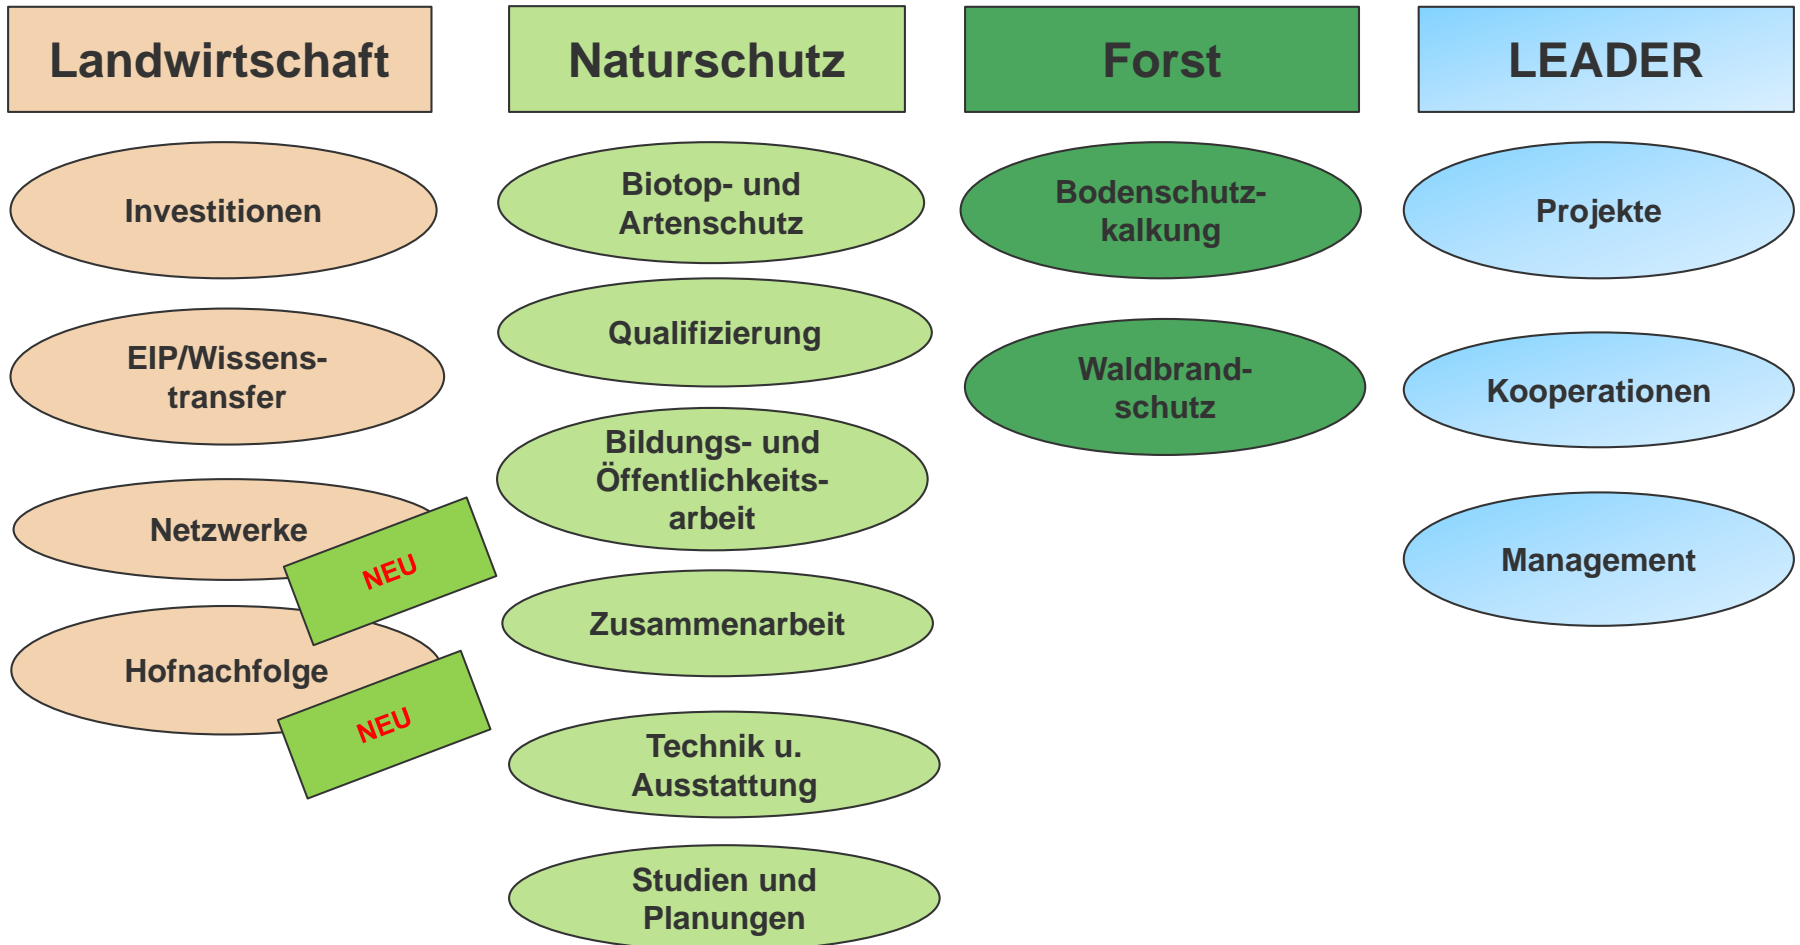 Landwirtschaft
Investitionen
EIP/Wissens-
transfer
Netzwerke
NEU
Hofnachfolge
NEU
Naturschutz
Biotop- und
Artenschutz
Qualifizierung
Bildungs- und
Öffentlichkeits-
arbeit
Zusammenarbeit
Technik u.
Ausstattung
Studien und
Planungen
Forst
Bodenschutz-
kalkung
Waldbrand-
schutz
LEADER
Projekte
Kooperationen
Management